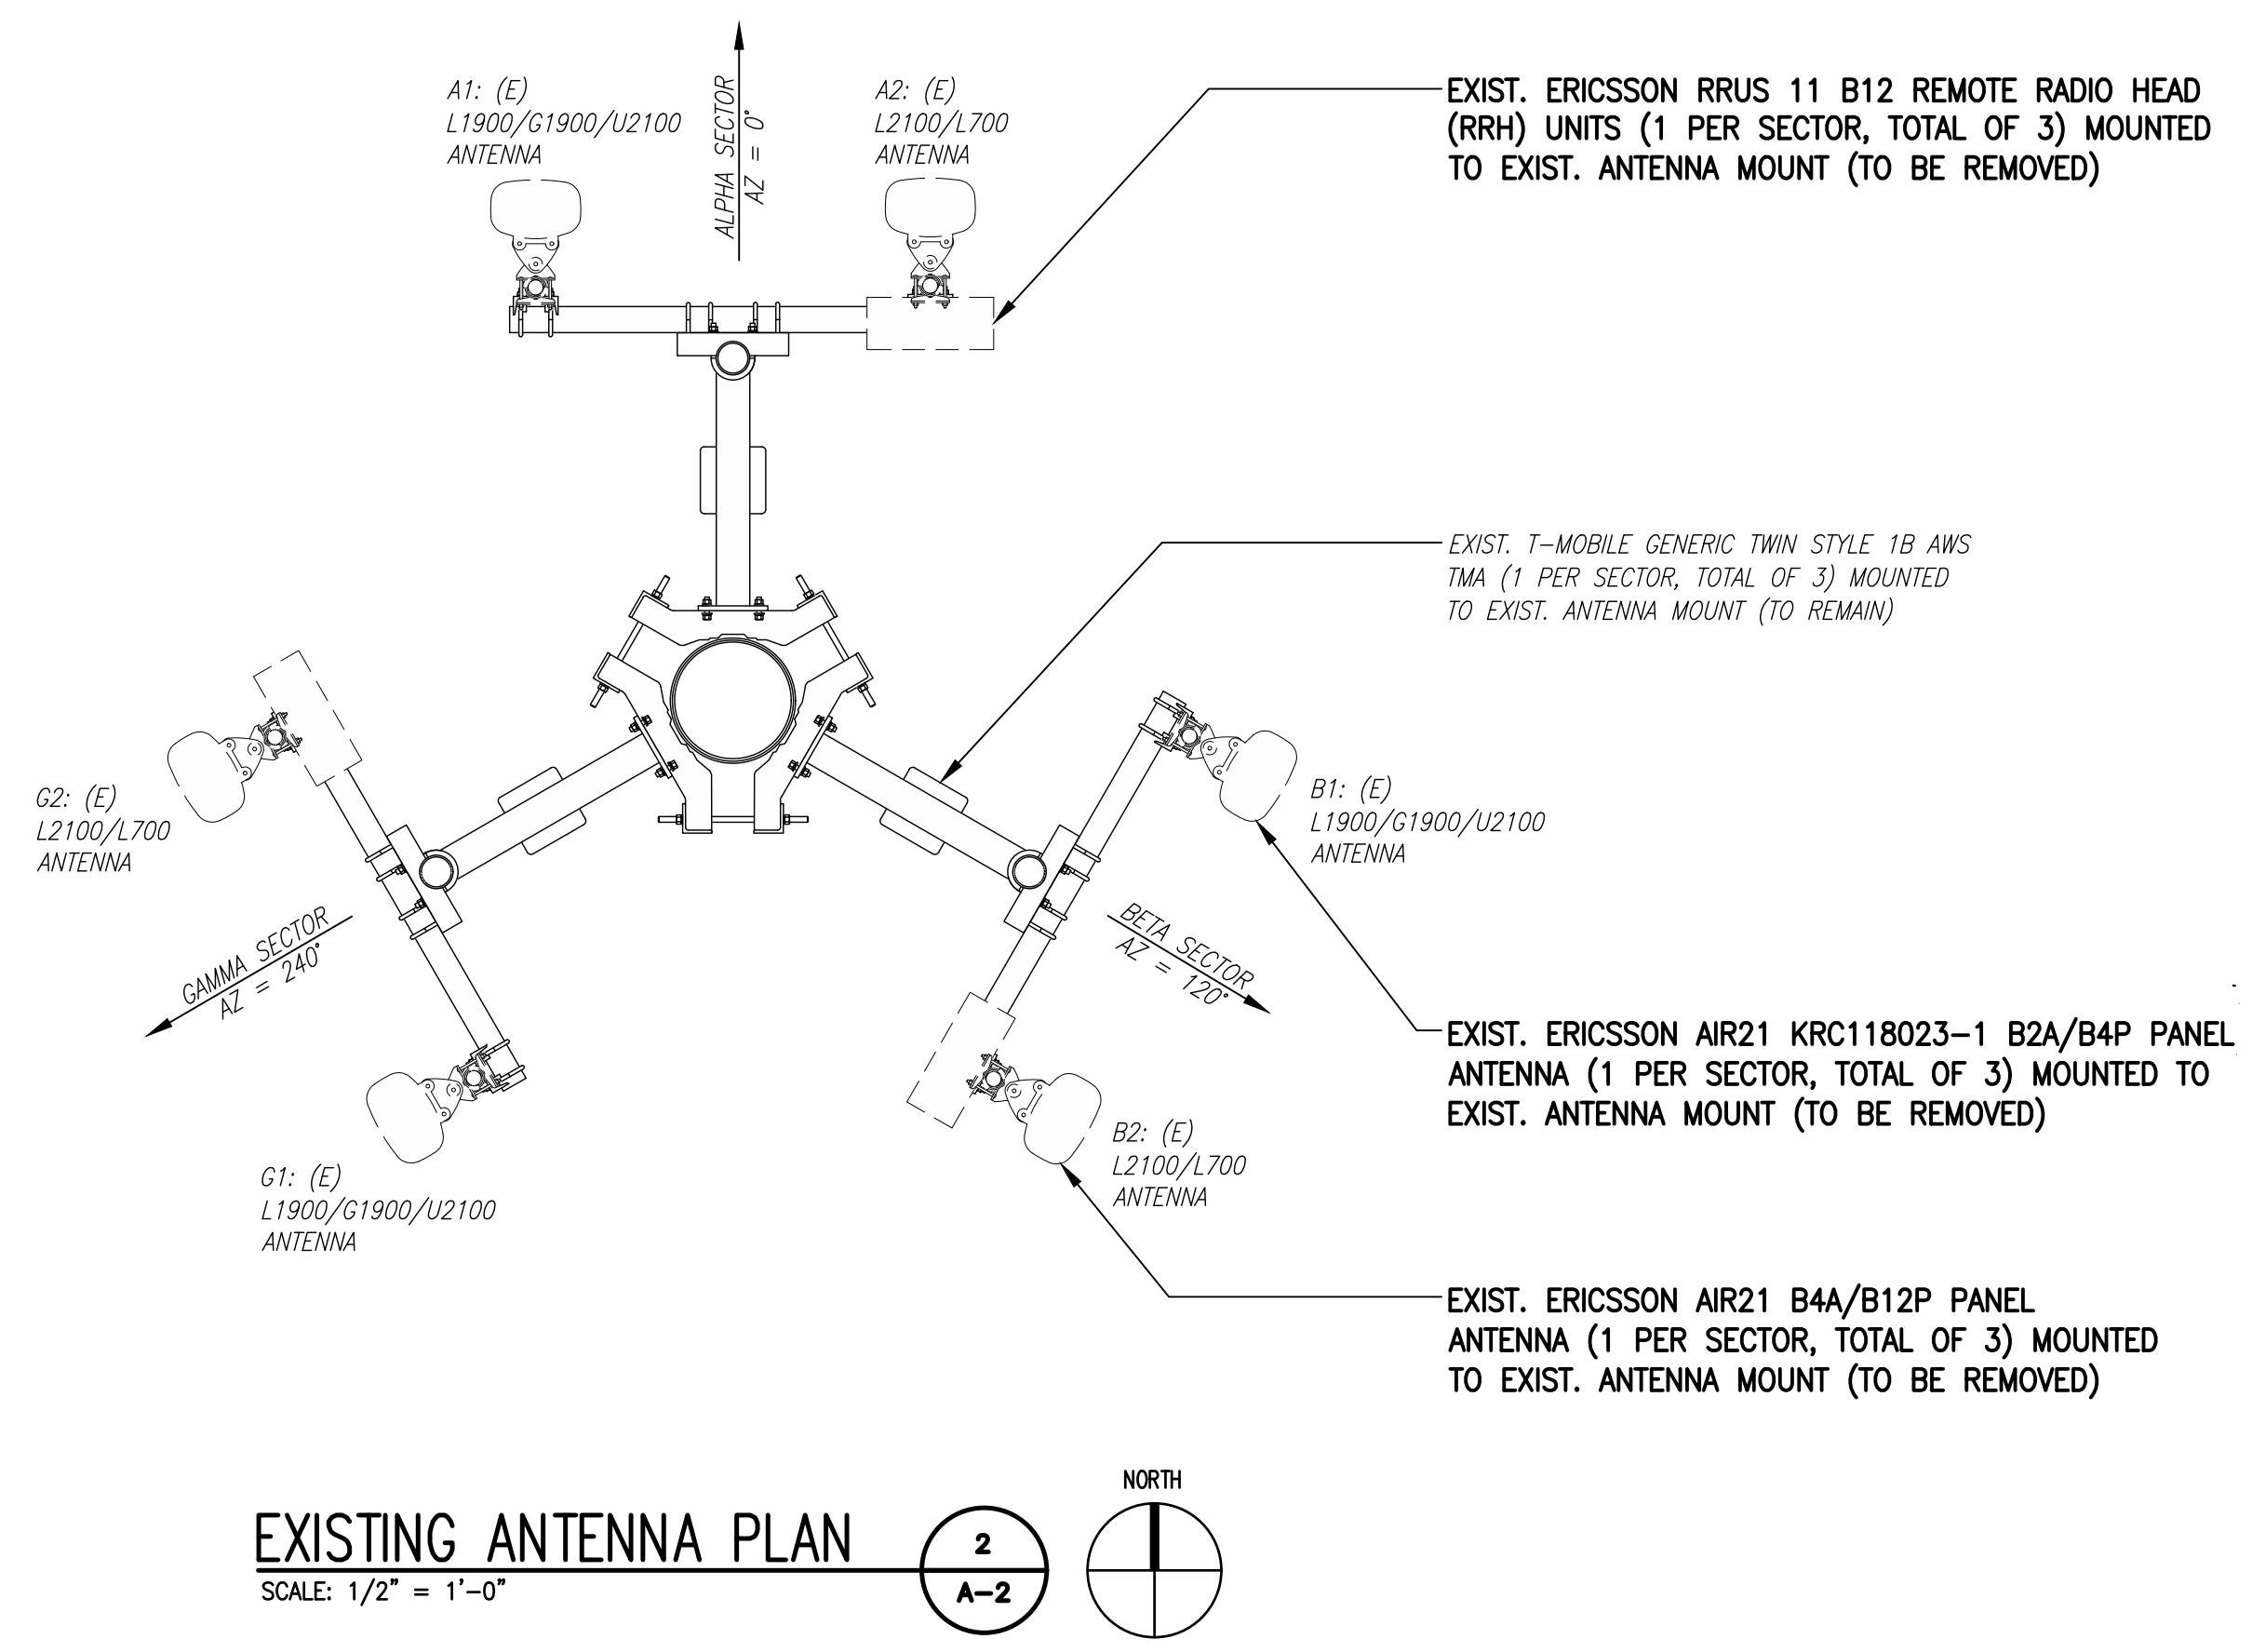 A1: (E)
L1900/G1900/U2100
ANTENNA
ALPHA SECTOR
AZ = 0°
A2: (E)
L2100/L700
ANTENNA
EXIST. ERICSSON RRUS 11 B12 REMOTE RADIO HEAD
(RRH) UNITS (1 PER SECTOR, TOTAL OF 3) MOUNTED
TO EXIST. ANTENNA MOUNT (TO BE REMOVED)
EXIST. T-MOBILE GENERIC TWIN STYLE 1B AWS
TMA (1 PER SECTOR, TOTAL OF 3) MOUNTED
TO EXIST. ANTENNA MOUNT (TO REMAIN)
G2: (E)
L2100/L700
ANTENNA
B1: (E)
L1900/G1900/U2100
ANTENNA
GAMMA SECTOR
AZ = 240°
BETA SECTOR
AZ = 120°
EXIST. ERICSSON AIR21 KRC118023-1 B2A/B4P PANEL
ANTENNA (1 PER SECTOR, TOTAL OF 3) MOUNTED TO
EXIST. ANTENNA MOUNT (TO BE REMOVED)
G1: (E)
L1900/G1900/U2100
ANTENNA
B2: (E)
L2100/L700
ANTENNA
EXIST. ERICSSON AIR21 B4A/B12P PANEL
ANTENNA (1 PER SECTOR, TOTAL OF 3) MOUNTED
TO EXIST. ANTENNA MOUNT (TO BE REMOVED)
EXISTING ANTENNA PLAN
SCALE: 1/2" = 1'-0"
2
A-2
NORTH